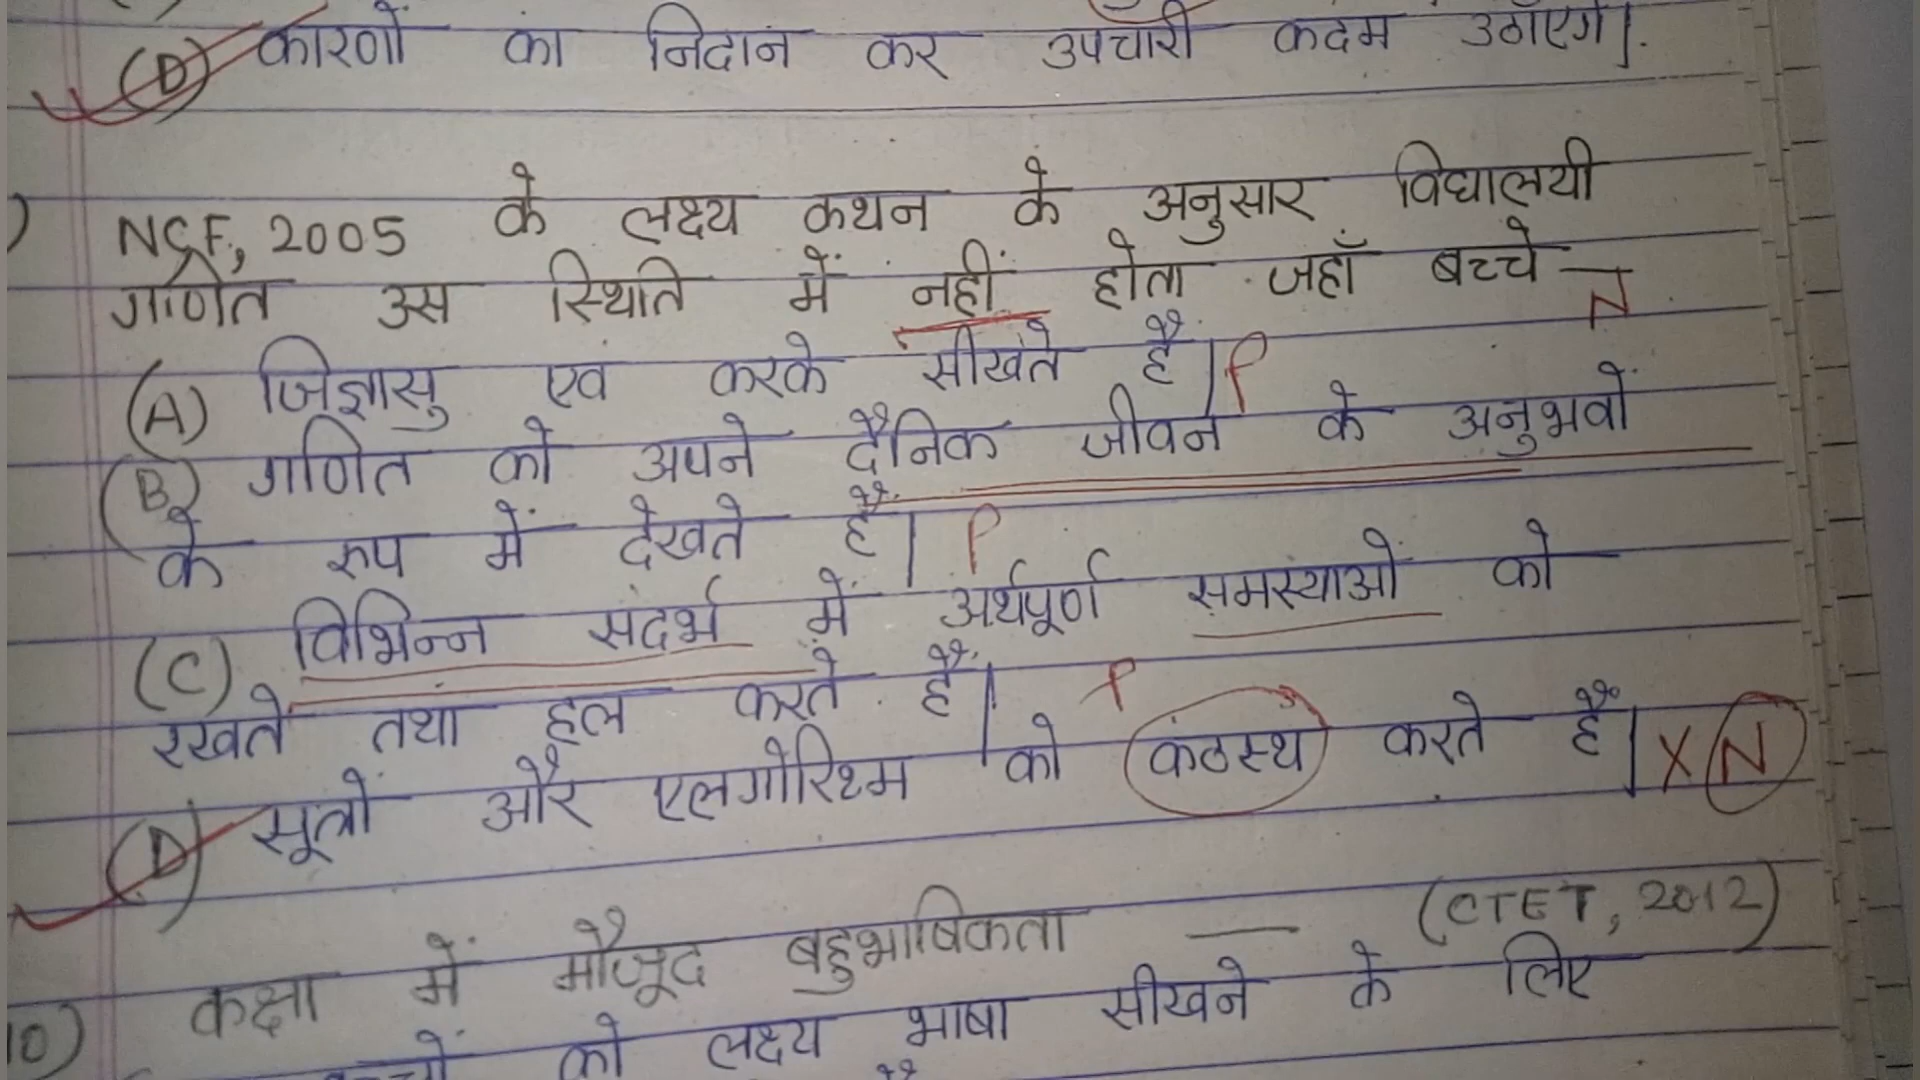 (D) कारणों का निदान कर उपचारी कदम उठाएगे|.
) NCF, 2005 के लक्ष्य कथन के अनुसार विद्यालयी
गणित उस स्थिति में नहीं होता जहाँ बच्चे – N
(A) जिज्ञासु एवं करके सीखते हैं| P
(B) गणित को अपने दैनिक जीवन के अनुभवों
के रूप में देखते हैं| P
(C) विभिन्न संदर्भ में अर्थपूर्ण समस्याओं को
रखते तथा हल करते हैं| P
(D) सूत्रों और एलगोरिथ्म को कंठस्थ करते हैं| X N
(CTET, 2012)
10) कक्षा में मौजूद बहुभाषिकता —
को लक्ष्य भाषा सीखने के लिए